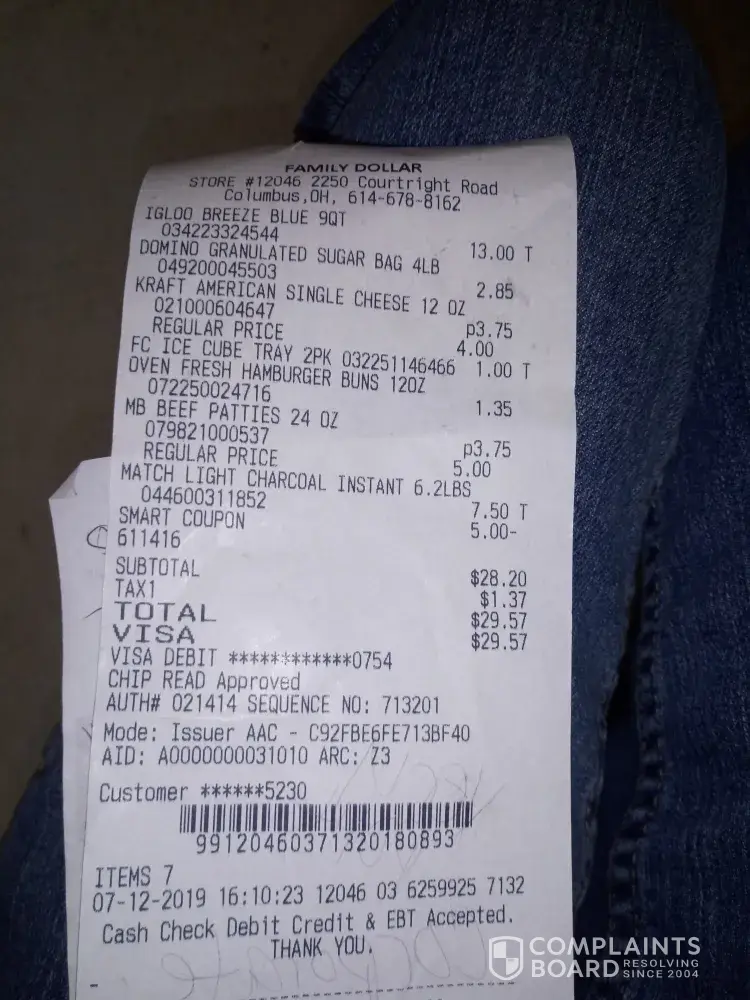 FAMILY DOLLAR
STORE #12046 2250 Courtright Road
Columbus,OH, 614-678-8162
IGLOO BREEZE BLUE 9QT
034223324544 13.00 T
DOMINO GRANULATED SUGAR BAG 4LB
049200045503 2.85
KRAFT AMERICAN SINGLE CHEESE 12 OZ
021000604647 p3.75
REGULAR PRICE 4.00
FC ICE CUBE TRAY 2PK 032251146466 1.00 T
OVEN FRESH HAMBURGER BUNS 12OZ
072250024716 1.35
MB BEEF PATTIES 24 OZ
079821000537 p3.75
REGULAR PRICE 5.00
MATCH LIGHT CHARCOAL INSTANT 6.2LBS
044600311852 7.50 T
SMART COUPON 5.00-
611416
SUBTOTAL $28.20
TAX1 $1.37
TOTAL $29.57
VISA $29.57
VISA DEBIT ************0754
CHIP READ Approved
AUTH# 021414 SEQUENCE NO: 713201
Mode: Issuer AAC - C92FBE6FE713BF40
AID: A0000000031010 ARC: Z3
Customer ******5230
99120460371320180893
ITEMS 7
07-12-2019 16:10:23 12046 03 6259925 7132
Cash Check Debit Credit & EBT Accepted.
THANK YOU.
COMPLAINTS
BOARD RESOLVING
SINCE 2004